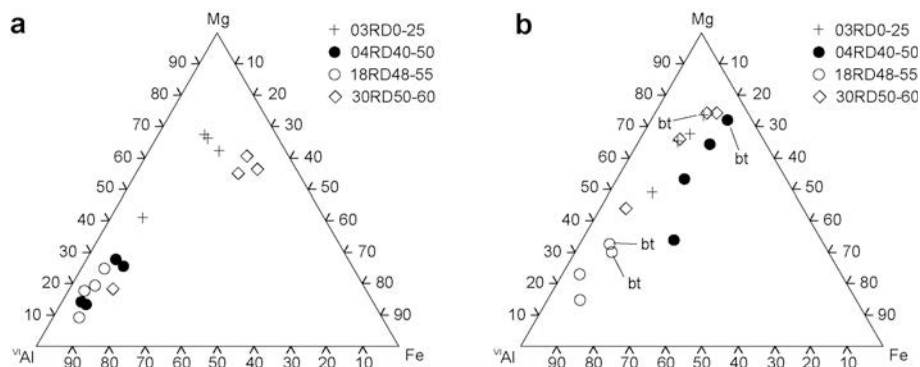 a
Mg
+ 03RD0-25
● 04RD40-50
○ 18RD48-55
◇ 30RD50-60
90 10
80 20
70 30
60 40
50 50
40 60
30 70
20 80
10 90
VIAl Fe
90 80 70 60 50 40 30 20 10
b
Mg
+ 03RD0-25
● 04RD40-50
○ 18RD48-55
◇ 30RD50-60
90 10
80 20
70 30
bt
bt
60 40
50 50
40 60
30 bt 70
20 bt 80
10 90
VIAl Fe
90 80 70 60 50 40 30 20 10